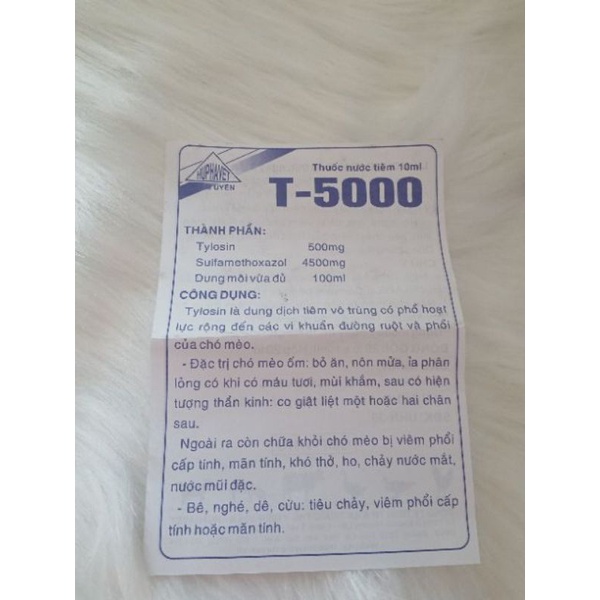 HUPHAVET
Thuốc nước tiêm 10ml
T-5000
THÀNH PHẦN:
Tylosin 500mg
Sulfamethoxazol 4500mg
Dung môi vừa đủ 100ml
CÔNG DỤNG:
Tylosin là dung dịch tiêm vô trùng có phổ hoạt
lực rộng đến các vi khuẩn đường ruột và phổi
của chó mèo.
- Đặc trị chó mèo ốm: bỏ ăn, nôn mửa, ỉa phân
lỏng có khi có máu tươi, mùi khắm, sau có hiện
tượng thần kinh: co giật liệt một hoặc hai chân
sau.
Ngoài ra còn chữa khỏi chó mèo bị viêm phổi
cấp tính, mãn tính, khó thở, ho, chảy nước mắt,
nước mũi đặc.
- Bê, nghé, dê, cừu: tiêu chảy, viêm phổi cấp
tính hoặc mãn tính.